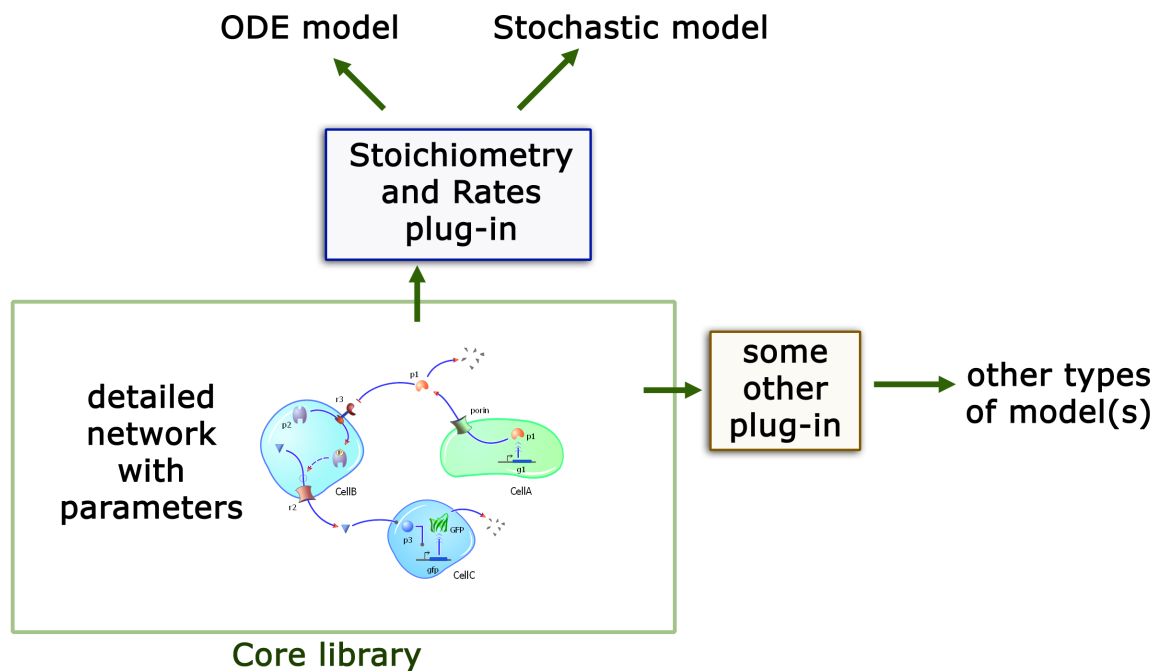 ODE model
Stochastic model
Stoichiometry
and Rates
plug-in
detailed
network
with
parameters
p1
r3
p2
P
CellB
r2
porin
p1
g1
CellA
p3
GFP
gfp
CellC
some
other
plug-in
other types
of model(s)
Core library